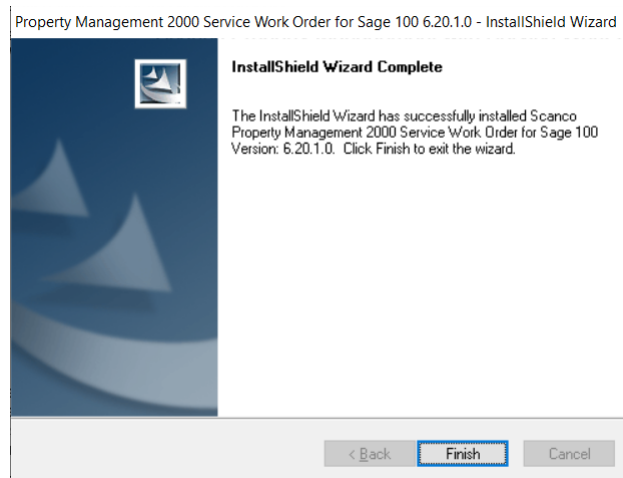 Property Management 2000 Service Work Order for Sage 100 6.20.1.0 - InstallShield Wizard
InstallShield Wizard Complete
The InstallShield Wizard has successfully installed Scanco
Property Management 2000 Service Work Order for Sage 100
Version: 6.20.1.0. Click Finish to exit the wizard.
< Back Finish Cancel